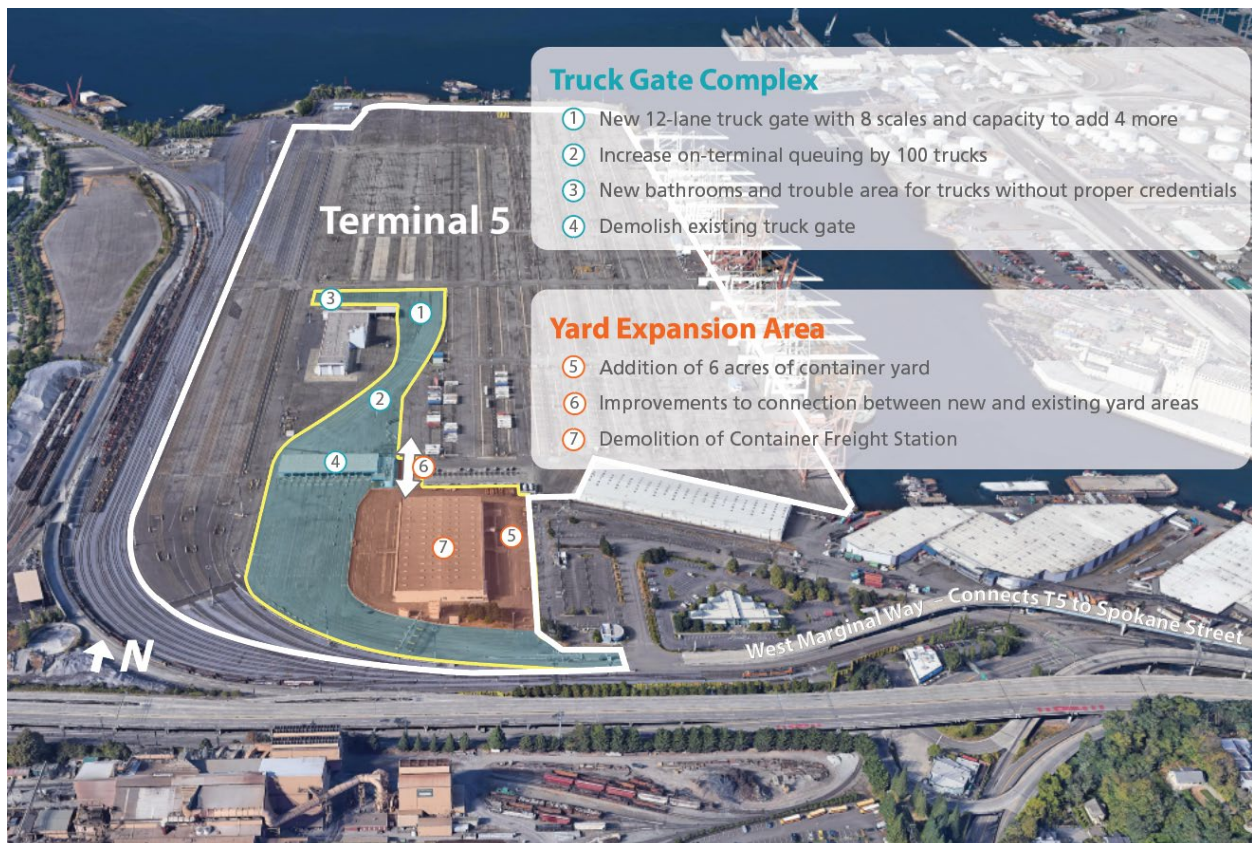 Truck Gate Complex
1 New 12-lane truck gate with 8 scales and capacity to add 4 more
2 Increase on-terminal queuing by 100 trucks
3 New bathrooms and trouble area for trucks without proper credentials
4 Demolish existing truck gate
Terminal 5
Yard Expansion Area
5 Addition of 6 acres of container yard
6 Improvements to connection between new and existing yard areas
7 Demolition of Container Freight Station
3
1
2
4
6
5
7
West Marginal Way – Connects T5 to Spokane Street
N